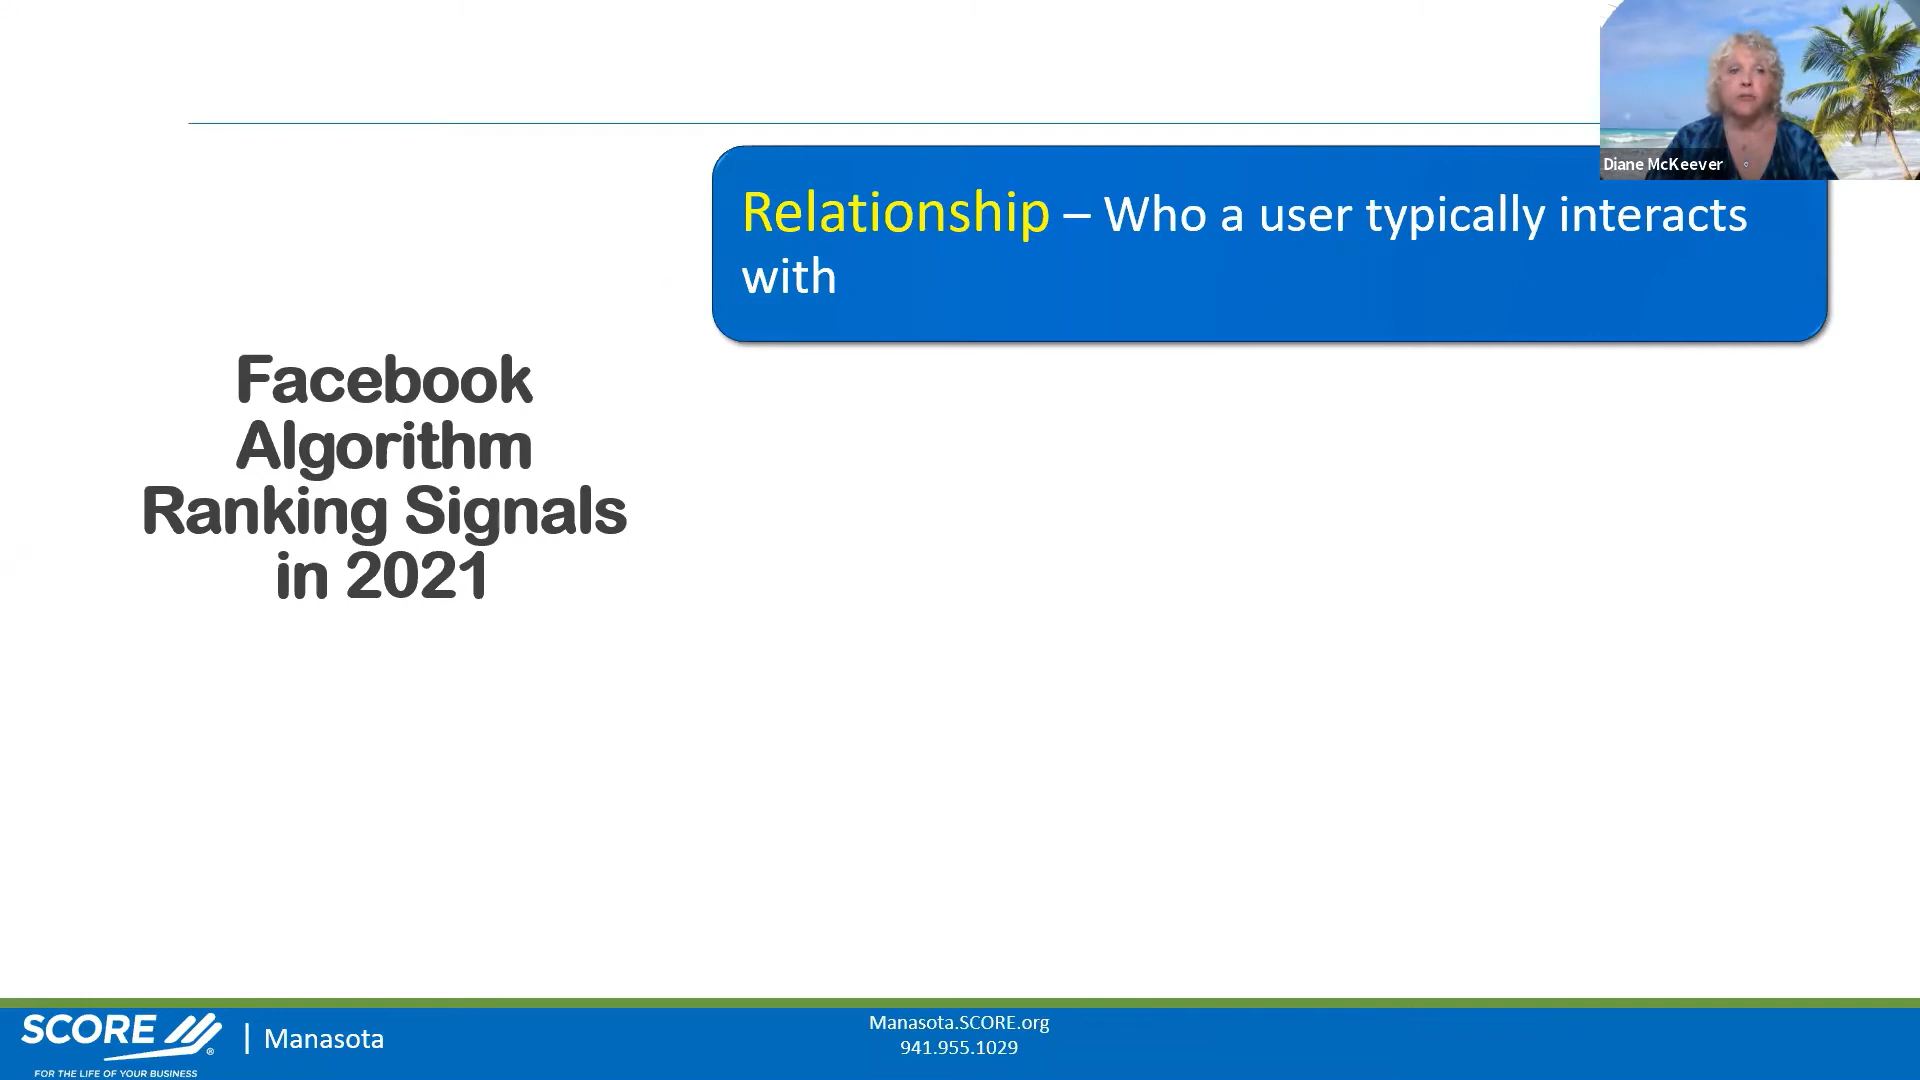 Diane McKeever
Relationship – Who a user typically interacts
with
Facebook
Algorithm
Ranking Signals
in 2021
SCORE ® | Manasota
FOR THE LIFE OF YOUR BUSINESS
Manasota.SCORE.org
941.955.1029